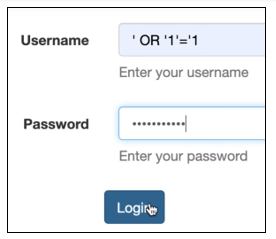 Username ' OR '1'='1
Enter your username
Password •••••••••••
Enter your password
Login